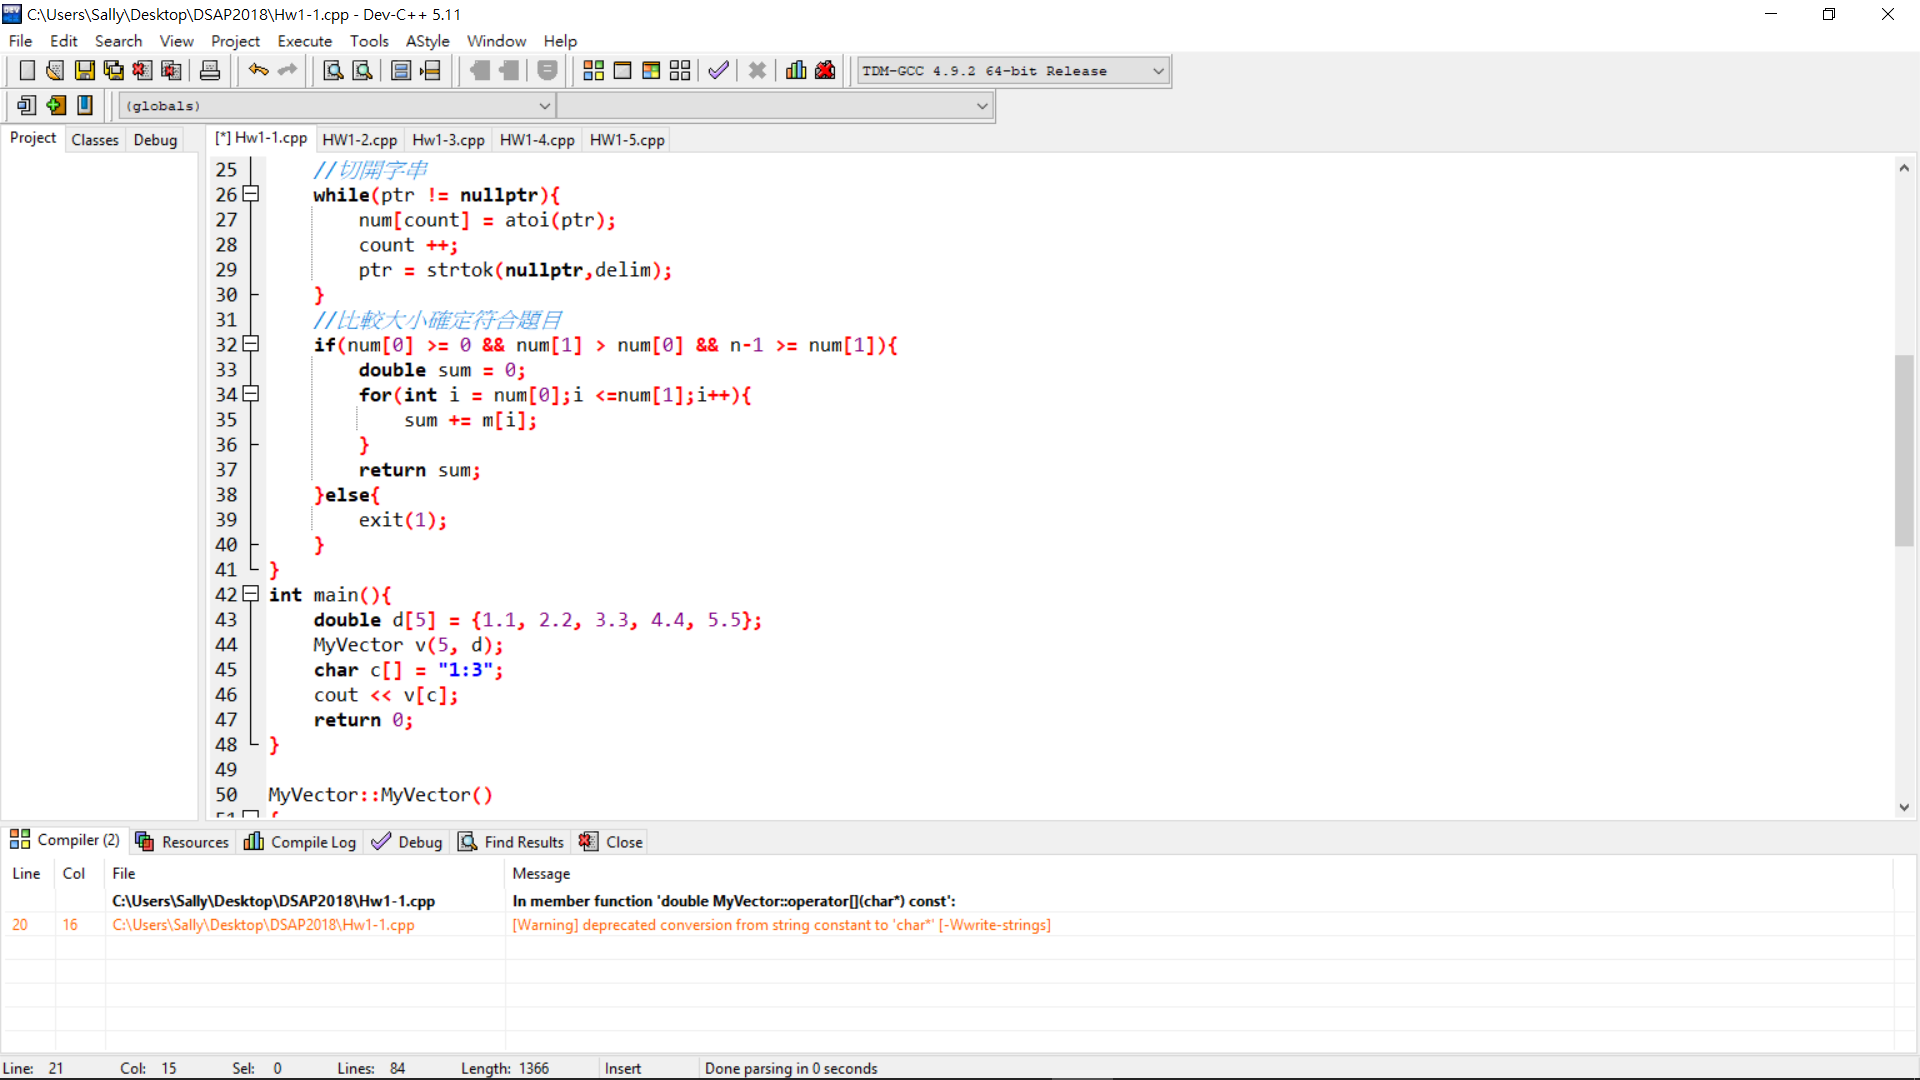 C:\Users\Sally\Desktop\DSAP2018\Hw1-1.cpp - Dev-C++ 5.11
File Edit Search View Project Execute Tools AStyle Window Help
TDM-GCC 4.9.2 64-bit Release
(globals)
Project Classes Debug [*] Hw1-1.cpp HW1-2.cpp Hw1-3.cpp HW1-4.cpp HW1-5.cpp
25 //切開字串
26 while(ptr != nullptr){
27 num[count] = atoi(ptr);
28 count ++;
29 ptr = strtok(nullptr,delim);
30 }
31 //比較大小確定符合題目
32 if(num[0] >= 0 && num[1] > num[0] && n-1 >= num[1]){
33 double sum = 0;
34 for(int i = num[0];i <=num[1];i++){
35 sum += m[i];
36 }
37 return sum;
38 }else{
39 exit(1);
40 }
41 }
42 int main(){
43 double d[5] = {1.1, 2.2, 3.3, 4.4, 5.5};
44 MyVector v(5, d);
45 char c[] = "1:3";
46 cout << v[c];
47 return 0;
48 }
49
50 MyVector::MyVector()
51 {
Compiler (2) Resources Compile Log Debug Find Results Close
Line Col File Message
C:\Users\Sally\Desktop\DSAP2018\Hw1-1.cpp In member function 'double MyVector::operator[](char*) const':
20 16 C:\Users\Sally\Desktop\DSAP2018\Hw1-1.cpp [Warning] deprecated conversion from string constant to 'char*' [-Wwrite-strings]
Line: 21 Col: 15 Sel: 0 Lines: 84 Length: 1366 Insert Done parsing in 0 seconds